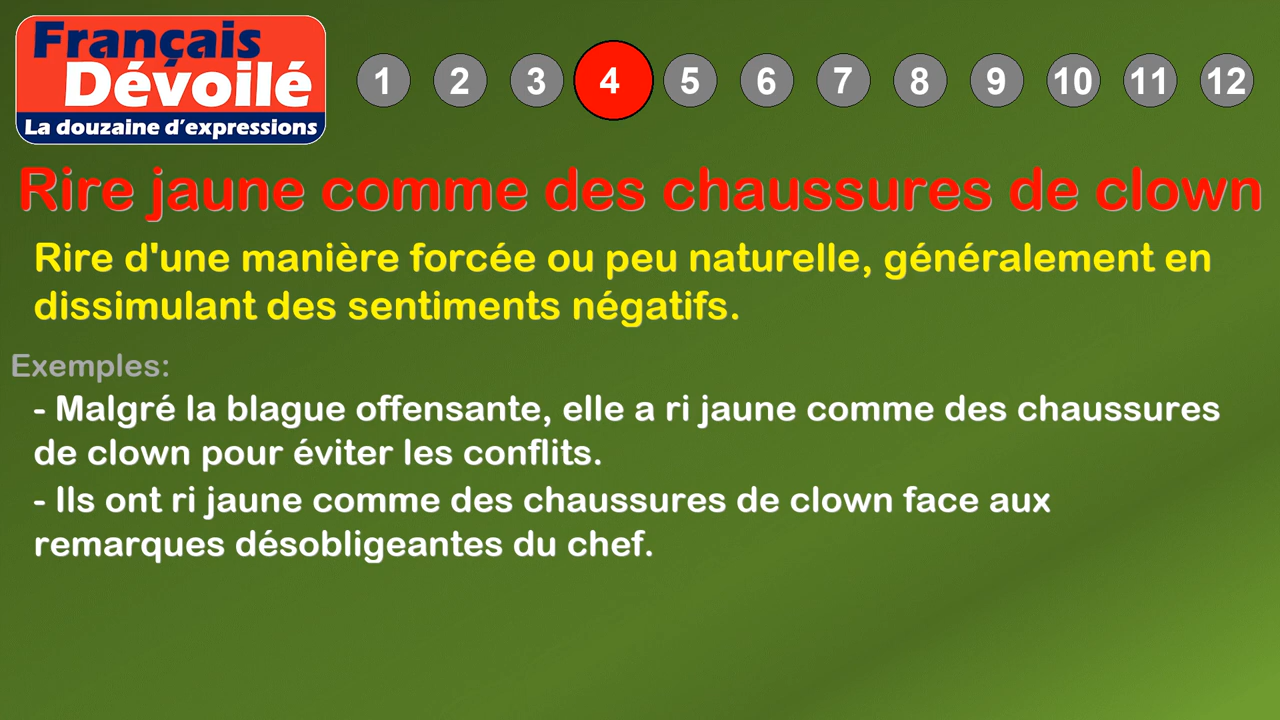 Français
Dévoilé
La douzaine d'expressions
1 2 3 4 5 6 7 8 9 10 11 12
Rire jaune comme des chaussures de clown
Rire d'une manière forcée ou peu naturelle, généralement en
dissimulant des sentiments négatifs.
Exemples:
- Malgré la blague offensante, elle a ri jaune comme des chaussures
de clown pour éviter les conflits.
- Ils ont ri jaune comme des chaussures de clown face aux
remarques désobligeantes du chef.